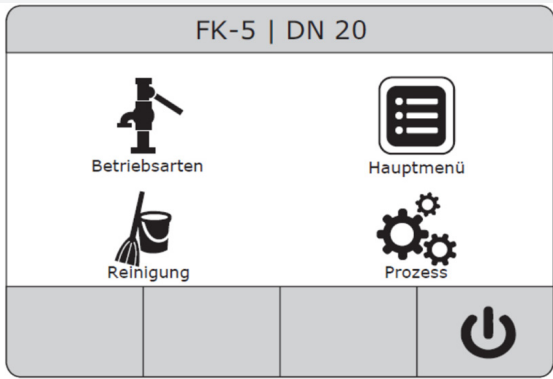 FK-5 | DN 20
Betriebsarten
Hauptmenü
Reinigung
Prozess